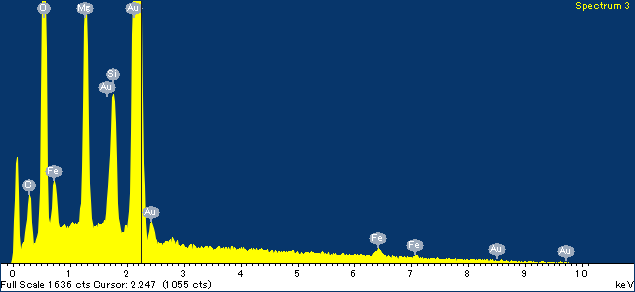 Spectrum 3
O Mg Au
Si
Au
Fe
O
Au
Fe
Fe
Au
Au
0 1 2 3 4 5 6 7 8 9 10
Full Scale 1636 cts Cursor: 2.247 (1055 cts) keV